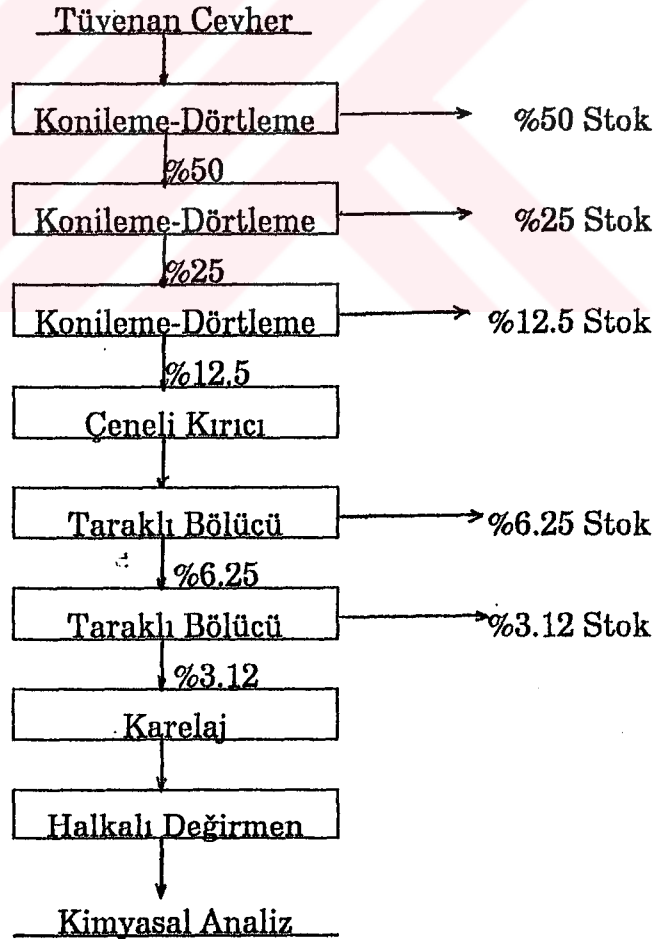 Tüvenan Cevher
Konileme-Dörtleme
%50 Stok
%50
Konileme-Dörtleme
%25 Stok
%25
Konileme-Dörtleme
%12.5 Stok
%12.5
Çeneli Kırıcı
Taraklı Bölücü
%6.25 Stok
%6.25
Taraklı Bölücü
%3.12 Stok
%3.12
Karelaj
Halkalı Değirmen
Kimyasal Analiz